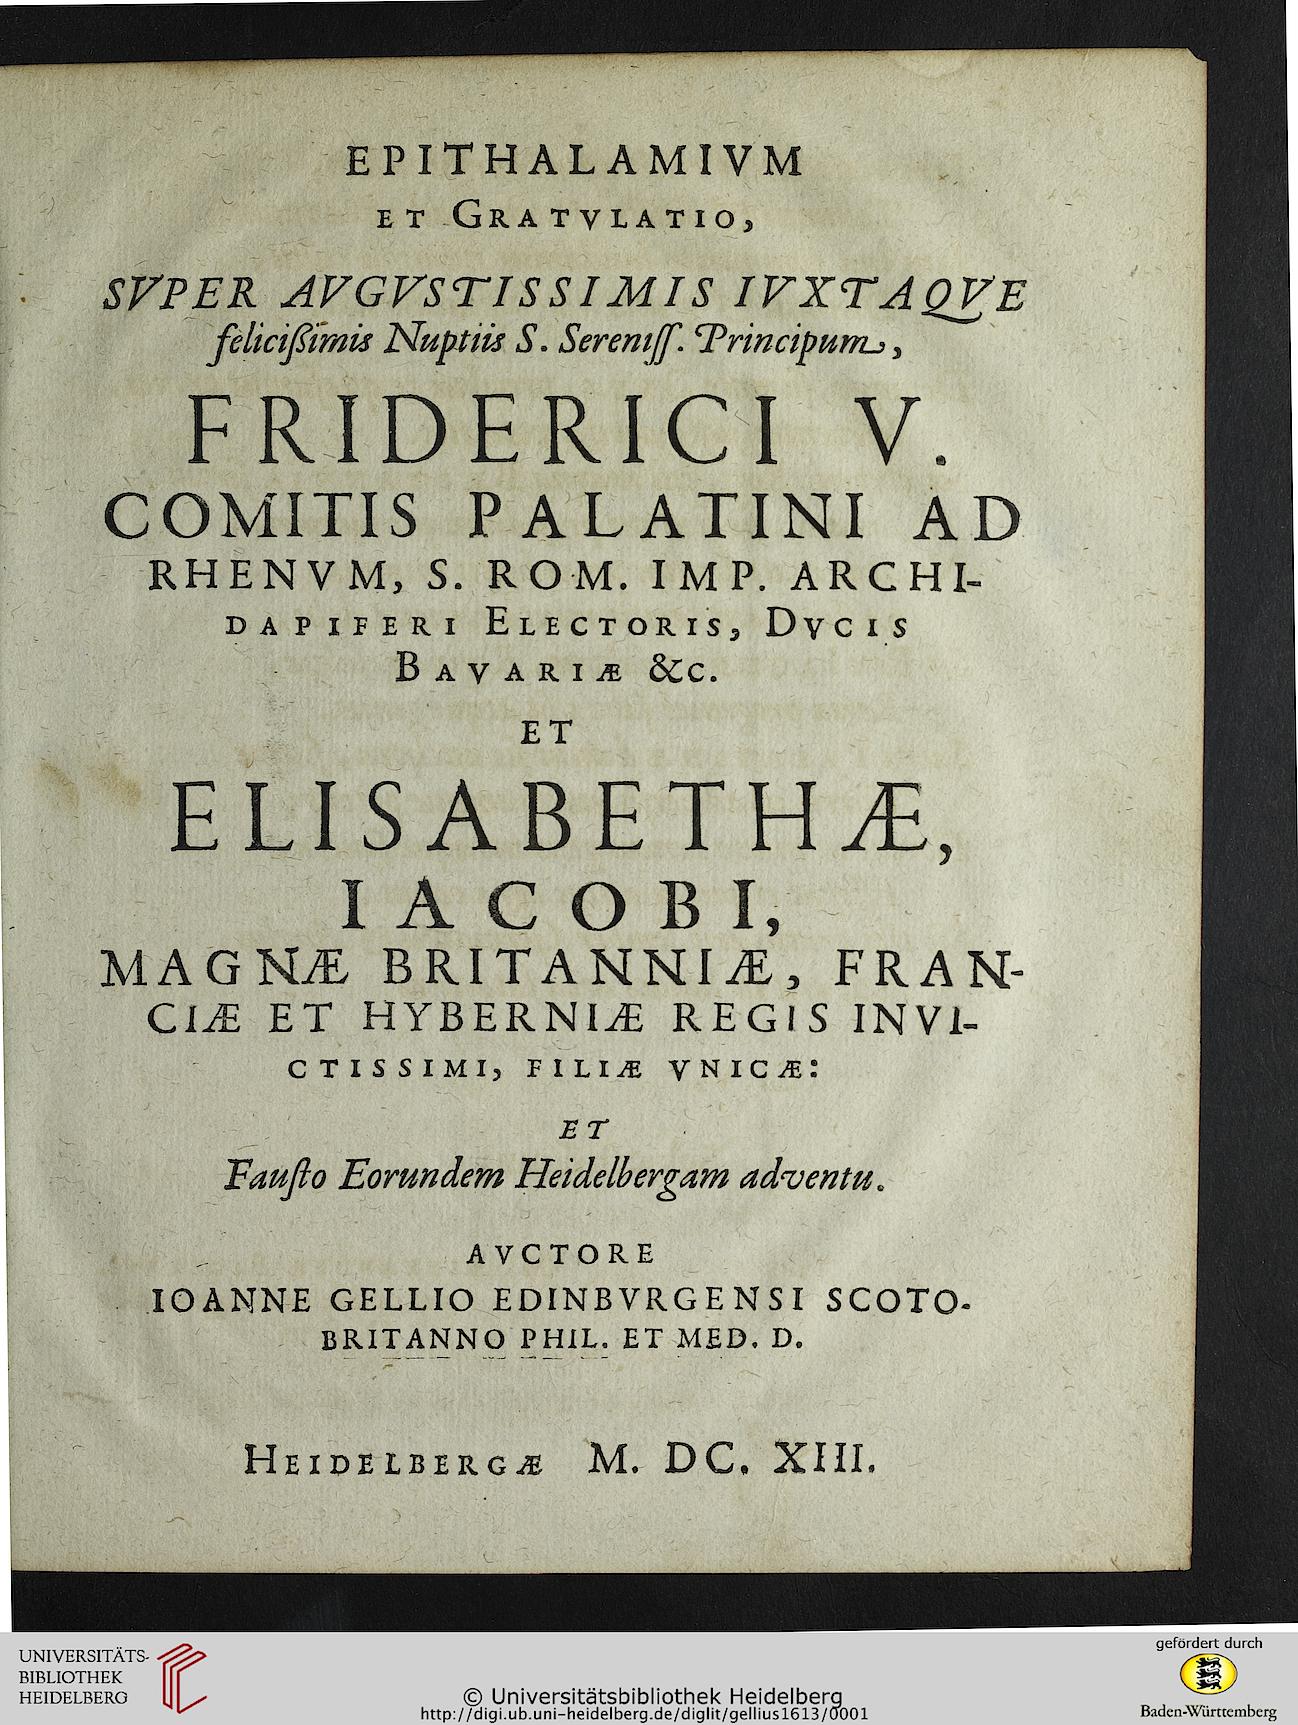 EPITHALAMIVM
ET GRATVLATIO,
SVPER AVGVSTISSIMIS IVXTAQVE
feliciſsimis Nuptiis S. Sereniſſ. Principum,
FRIDERICI V.
COMITIS PALATINI AD
RHENVM, S. ROM. IMP. ARCHI-
DAPIFERI ELECTORIS, DVCIS
BAVARIÆ &c.
ET
ELISABETHÆ,
IACOBI,
MAGNÆ BRITANNIÆ, FRAN-
CIÆ ET HYBERNIÆ REGIS INVI-
CTISSIMI, FILIÆ VNICÆ:
ET
Fauſto Eorundem Heidelbergam adventu.
AVCTORE
IOANNE GELLIO EDINBVRGENSI SCOTO-
BRITANNO PHIL. ET MED. D.
HEIDELBERGÆ M. DC. XIII.
UNIVERSITÄTS-
BIBLIOTHEK
HEIDELBERG
© Universitätsbibliothek Heidelberg
http://digi.ub.uni-heidelberg.de/diglit/gellius1613/0001
gefördert durch
Baden-Württemberg